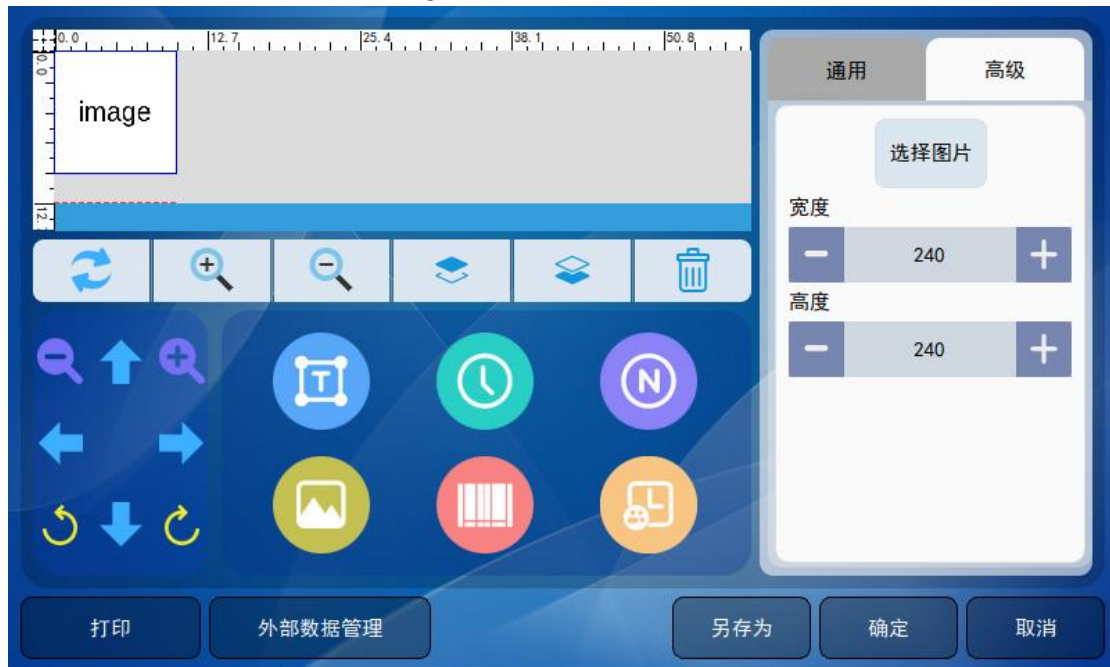 0.0 12.7 25.4 38.1 50.8
0.0
image
12.
通用 高级
选择图片
宽度
240
高度
240
T
N
打印 外部数据管理 另存为 确定 取消